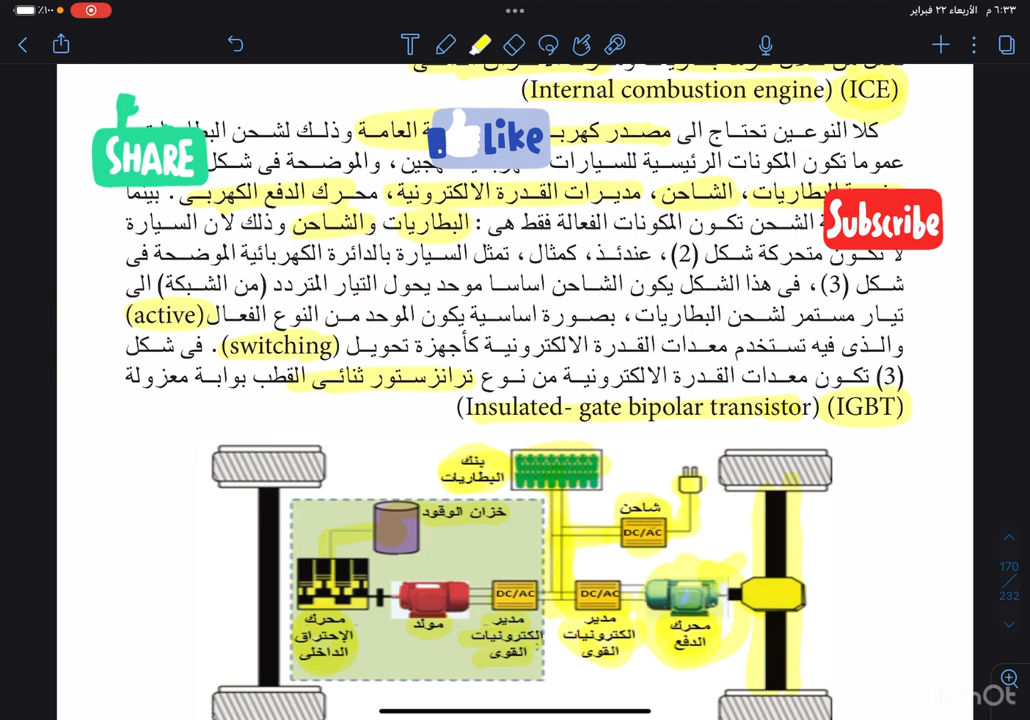 ٪١٠٠
٦:٣٣ م الأربعاء ٢٢ فبراير
(Internal combustion engine) (ICE)
كلا النوعين تحتاج الى مصدر كهربـ ة العامة وذلك لشحن
SHARE
Like
عموما تكون المكونات الرئيسية للسيارات هجين، والموضحة فى شكل
البطاريات، الشاحن، مديرات القدرة الالكترونية، محرك الدفع الكهربى. بينما
Subscribe
ة الشحن تكون المكونات الفعالة فقط هى: البطاريات والشاحن وذلك لان السيارة
لا تكون متحركة شكل (2)، عندئذ، كمثال، تمثل السيارة بالدائرة الكهربائية الموضحة فى
شكل (3)، فى هذا الشكل يكون الشاحن اساسا موحد يحول التيار المتردد (من الشبكة) الى
تيار مستمر لشحن البطاريات، بصورة اساسية يكون الموحد من النوع الفعال(active)
والذى فيه تستخدم معدات القدرة الالكترونية كأجهزة تحويل (switching). فى شكل
(3) تكون معدات القدرة الالكترونية من نوع ترانزستور ثنائى القطب بوابة معزولة
(Insulated- gate bipolar transistor) (IGBT)
بنك
البطاريات
شاحن
DC/AC
خزان الوقود
DC/AC
DC/AC
محرك
الدفع
مدير
الكترونيات
القوى
مدير
الكترونيات
القوى
مولد
محرك
الإحتراق
الداخلى
170
232